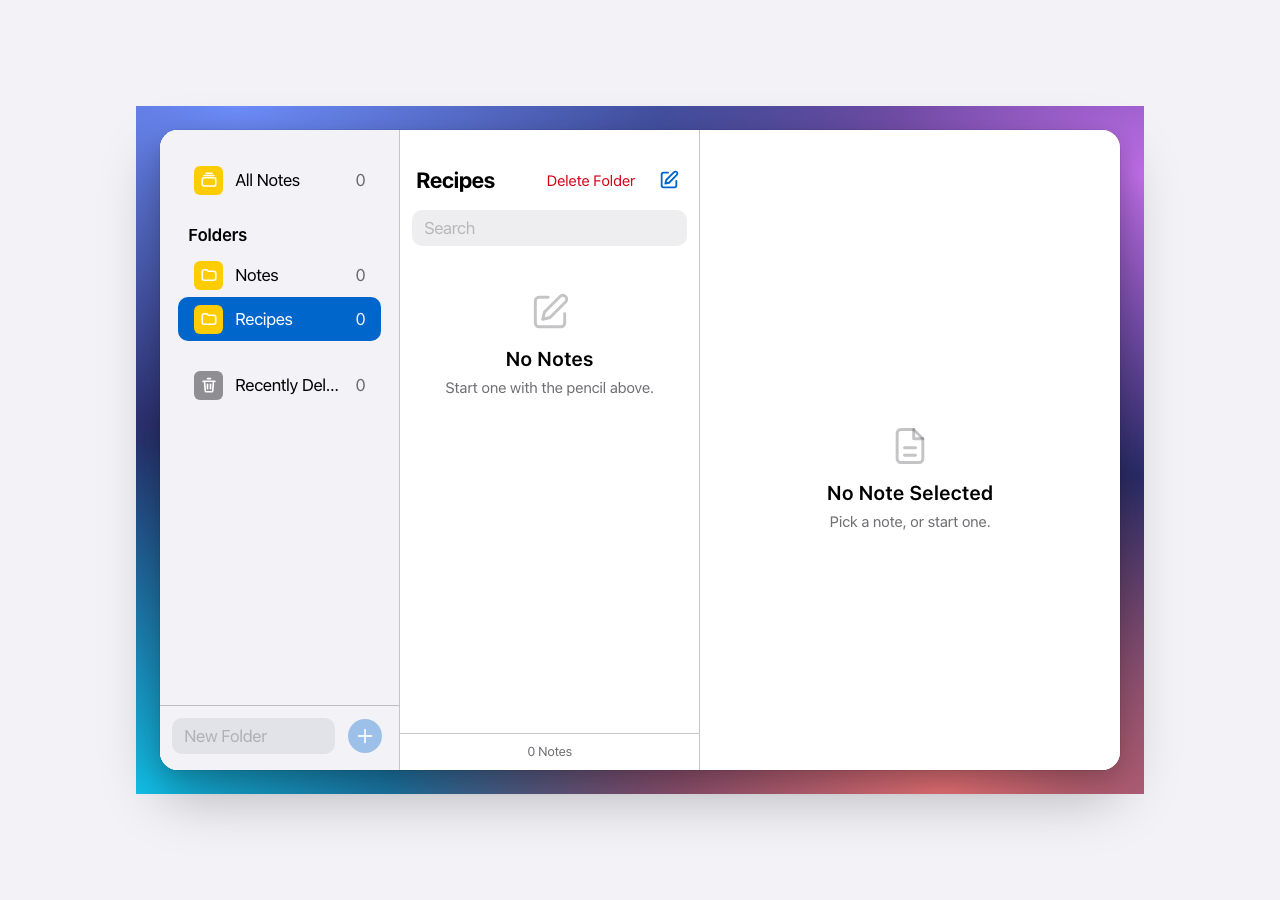 All Notes 0
Folders
Notes 0
Recipes 0
Recently Del... 0
New Folder
Recipes
Delete Folder
Search
No Notes
Start one with the pencil above.
0 Notes
No Note Selected
Pick a note, or start one.